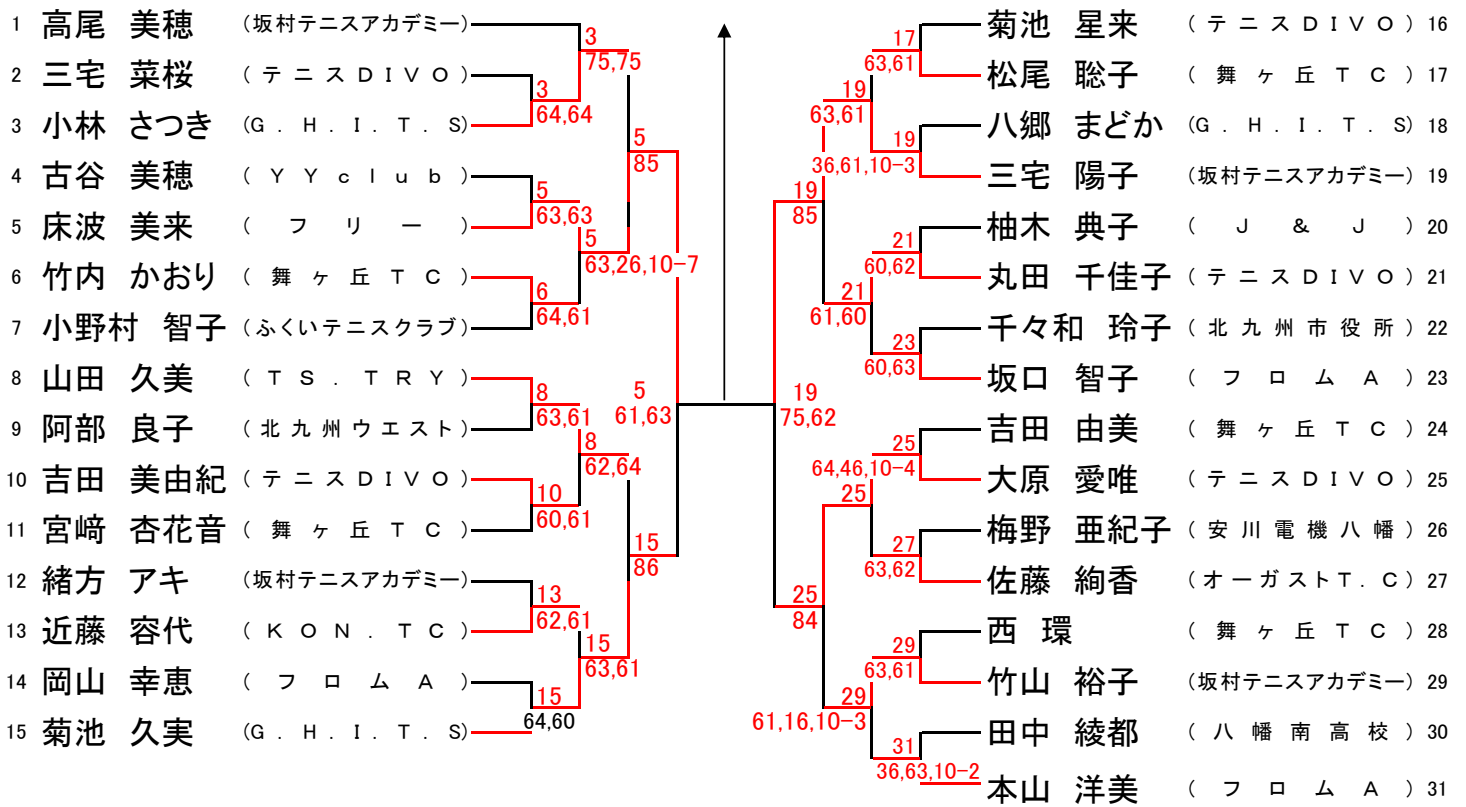 1 高尾 美穂 (坂村テニスアカデミー)
2 三宅 菜桜 (テニスDIVO)
3 小林 さつき (G.H.I.T.S)
4 古谷 美穂 (YYclub)
5 床波 美来 (フリー)
6 竹内 かおり (舞ヶ丘TC)
7 小野村 智子 (ふくいテニスクラブ)
8 山田 久美 (TS.TRY)
9 阿部 良子 (北九州ウエスト)
10 吉田 美由紀 (テニスDIVO)
11 宮﨑 杏花音 (舞ヶ丘TC)
12 緒方 アキ (坂村テニスアカデミー)
13 近藤 容代 (KON.TC)
14 岡山 幸恵 (フロムA)
15 菊池 久実 (G.H.I.T.S)
3
64,64
5
63,63
6
64,61
8
63,61
10
60,61
13
62,61
15
64,60
3
75,75
5
63,26,10-7
8
62,64
15
63,61
5
85
15
86
5
61,63
19
75,62
19
85
25
84
19
63,61
21
61,60
25
29
61,16,10-3
17
63,61
19
36,61,10-3
21
60,62
23
60,63
25
64,46,10-4
27
63,62
29
63,61
31
36,63,10-2
菊池 星来 (テニスDIVO) 16
松尾 聡子 (舞ヶ丘TC) 17
八郷 まどか (G.H.I.T.S) 18
三宅 陽子 (坂村テニスアカデミー) 19
柚木 典子 (J&J) 20
丸田 千佳子 (テニスDIVO) 21
千々和 玲子 (北九州市役所) 22
坂口 智子 (フロムA) 23
吉田 由美 (舞ヶ丘TC) 24
大原 愛唯 (テニスDIVO) 25
梅野 亜紀子 (安川電機八幡) 26
佐藤 絢香 (オーガストT.C) 27
西 環 (舞ヶ丘TC) 28
竹山 裕子 (坂村テニスアカデミー) 29
田中 綾都 (八幡南高校) 30
本山 洋美 (フロムA) 31